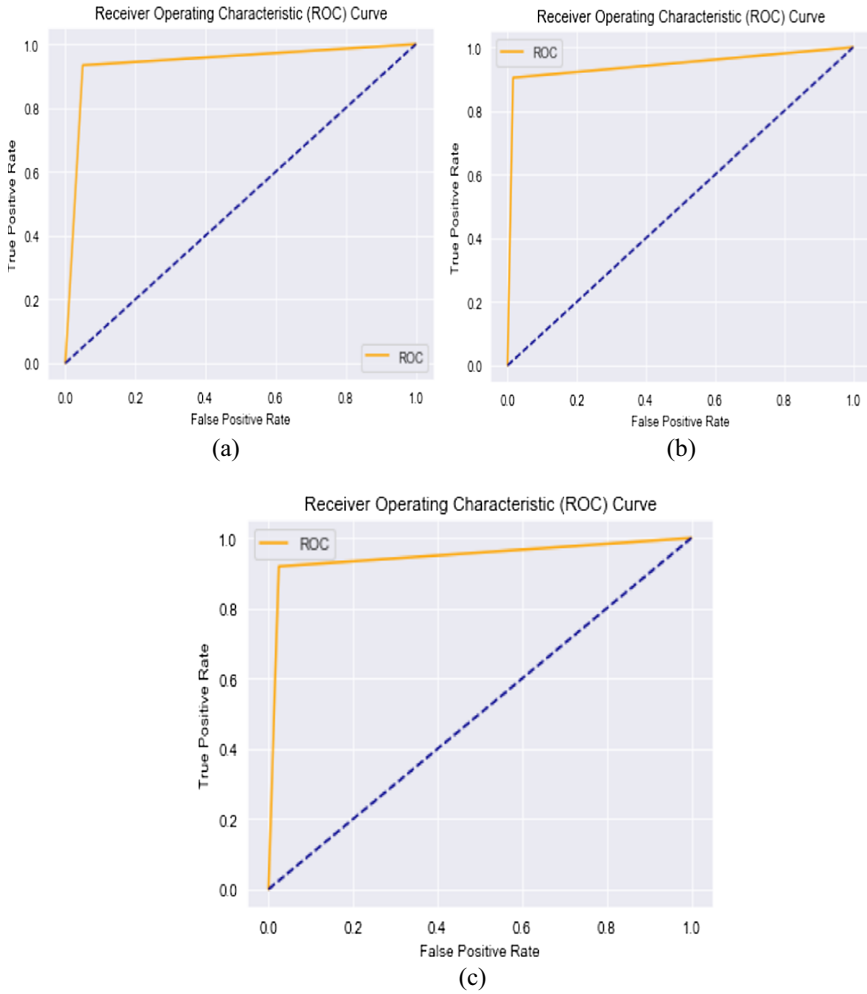 Receiver Operating Characteristic (ROC) Curve
1.0
0.8
0.6
0.4
0.2
0.0
True Positive Rate
ROC
0.0 0.2 0.4 0.6 0.8 1.0
False Positive Rate
(a)
Receiver Operating Characteristic (ROC) Curve
ROC
1.0
0.8
0.6
0.4
0.2
0.0
True Positive Rate
0.0 0.2 0.4 0.6 0.8 1.0
False Positive Rate
(b)
Receiver Operating Characteristic (ROC) Curve
ROC
1.0
0.8
0.6
0.4
0.2
0.0
True Positive Rate
0.0 0.2 0.4 0.6 0.8 1.0
False Positive Rate
(c)